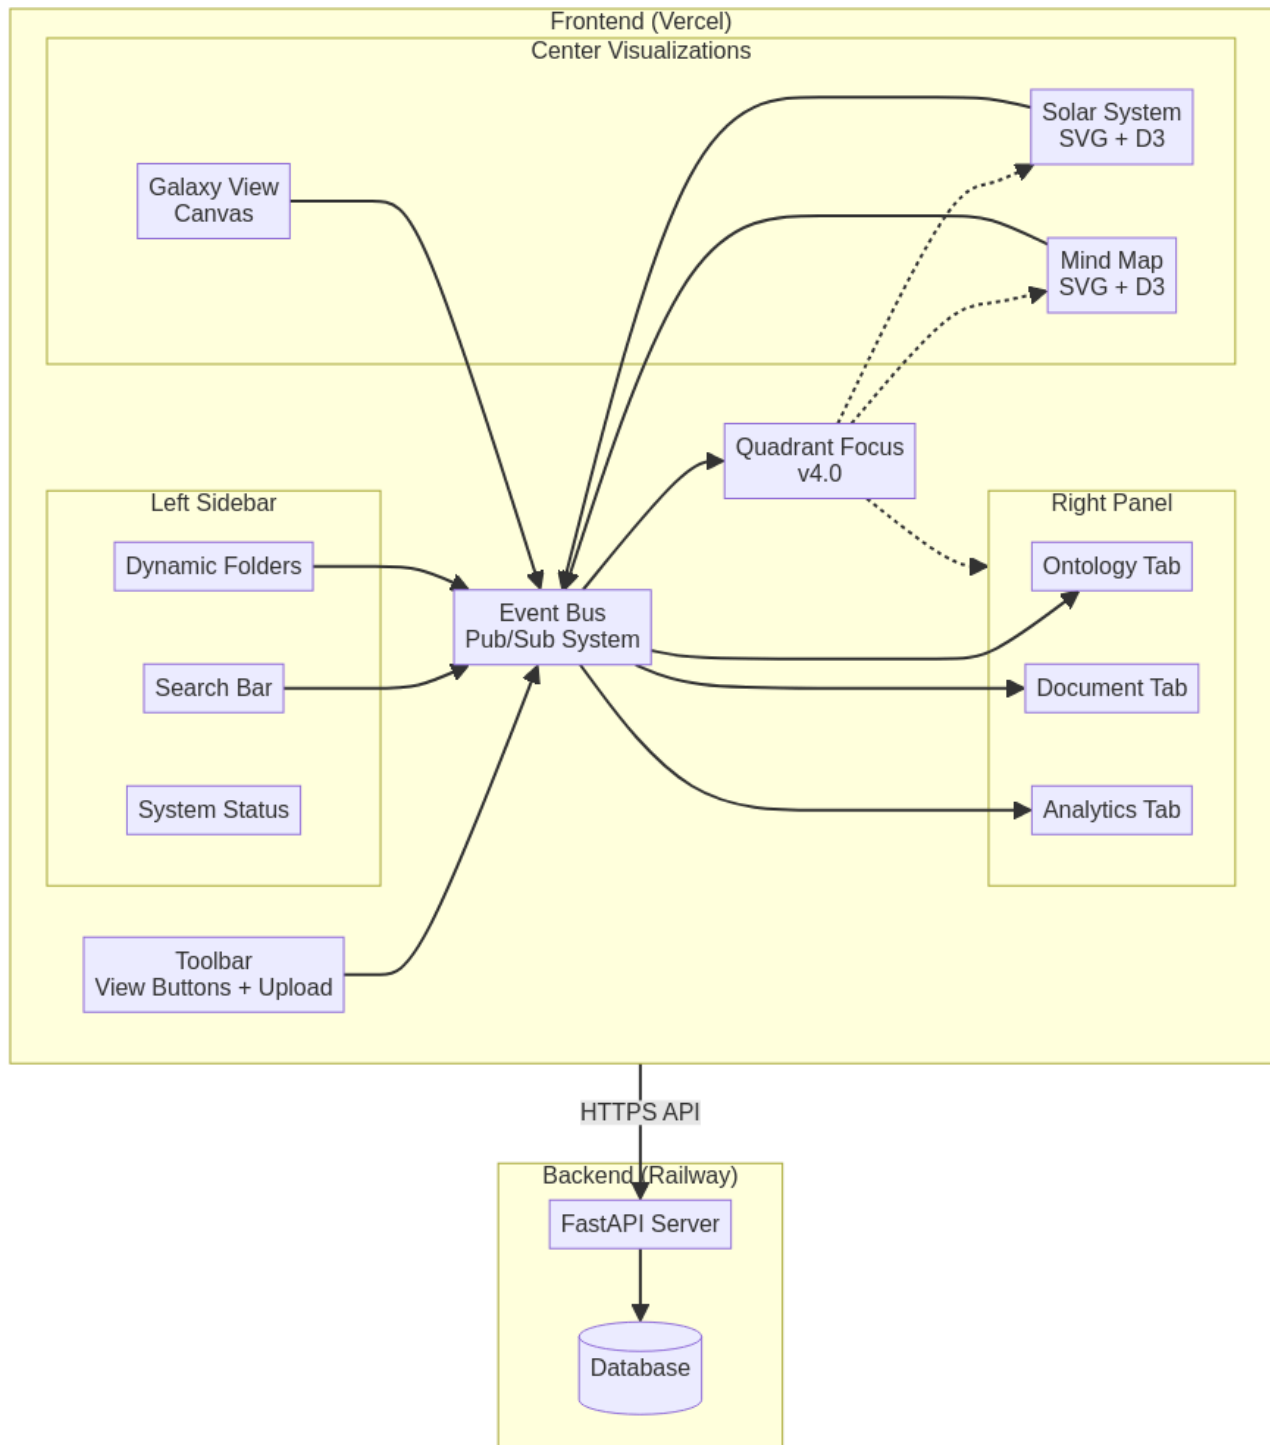 Frontend (Vercel)
Center Visualizations
Solar System
SVG + D3
Galaxy View
Canvas
Mind Map
SVG + D3
Quadrant Focus
v4.0
Left Sidebar
Right Panel
Dynamic Folders
Ontology Tab
Event Bus
Pub/Sub System
Search Bar
Document Tab
System Status
Analytics Tab
Toolbar
View Buttons + Upload
HTTPS API
Backend (Railway)
FastAPI Server
Database